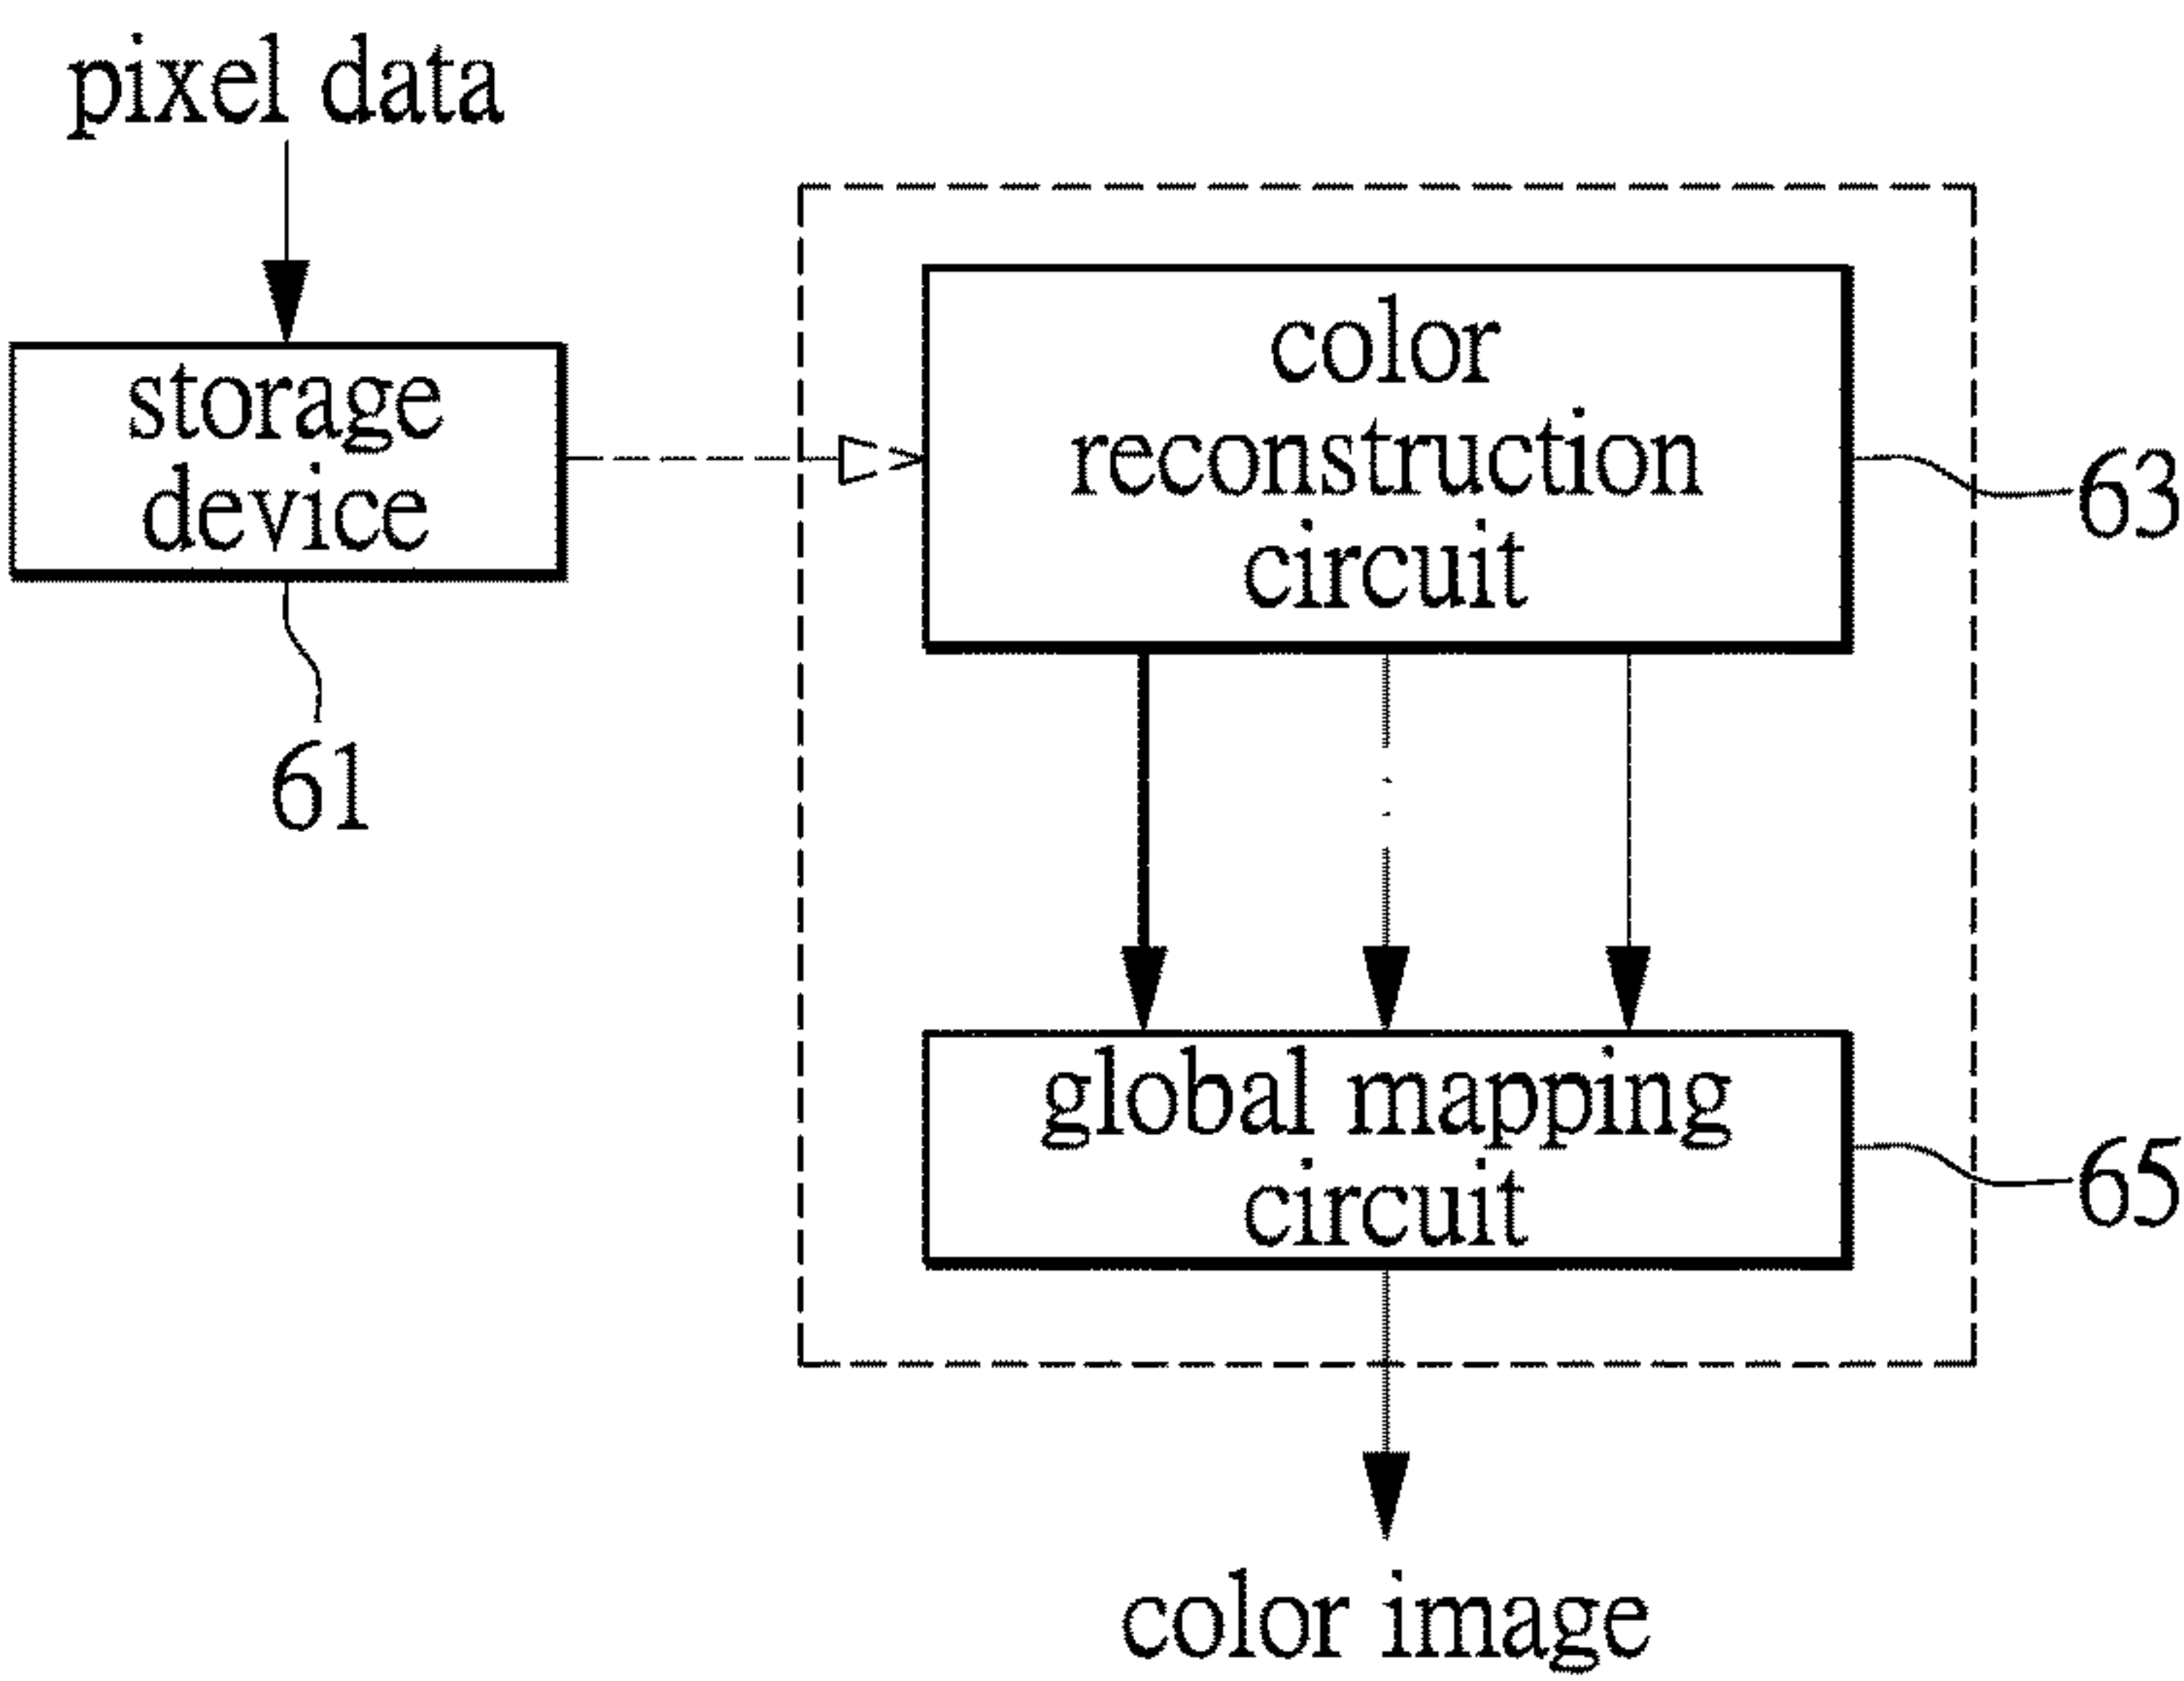 pixel data
storage
device
61
color
reconstruction
circuit
63
global mapping
circuit
65
color image